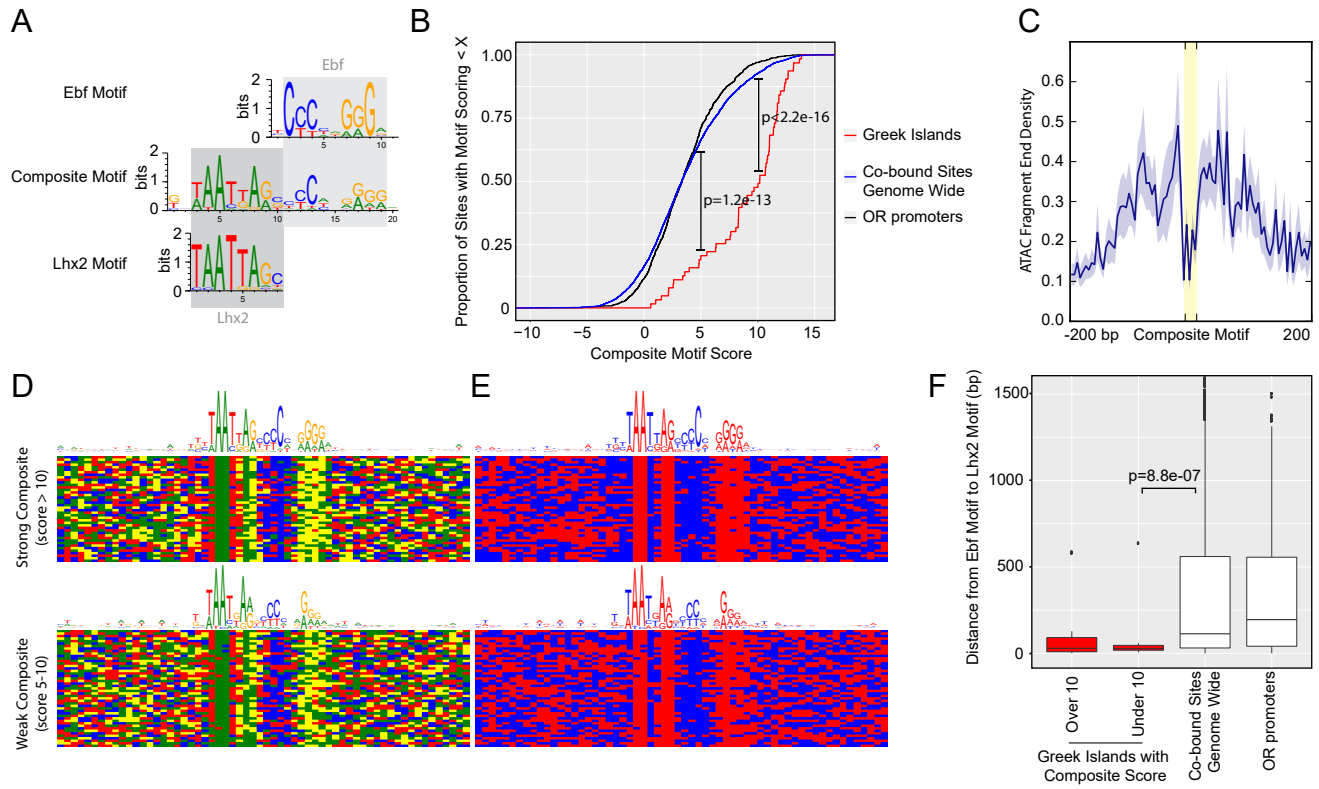 A
Ebf
Ebf Motif
bits
2
1
0
5
10
Composite Motif
bits
2
1
0
5
10
15
20
Lhx2 Motif
bits
2
1
0
5
Lhx2
B
Proportion of Sites with Motif Scoring < X
1.00
0.75
0.50
0.25
0
p<2.2e-16
p=1.2e-13
−10
−5
0
5
10
15
Composite Motif Score
Greek Islands
Co-bound Sites
Genome Wide
OR promoters
C
ATAC Fragment End Density
0.6
0.5
0.4
0.3
0.2
0.1
0.0
-200 bp Composite Motif 200
D
Strong Composite
(score > 10)
Weak Composite
(score 5-10)
E
F
Distance from Ebf Motif to Lhx2 Motif (bp)
1500
1000
500
0
p=8.8e-07
Over 10
Under 10
Greek Islands with
Composite Score
Co-bound Sites
Genome Wide
OR promoters